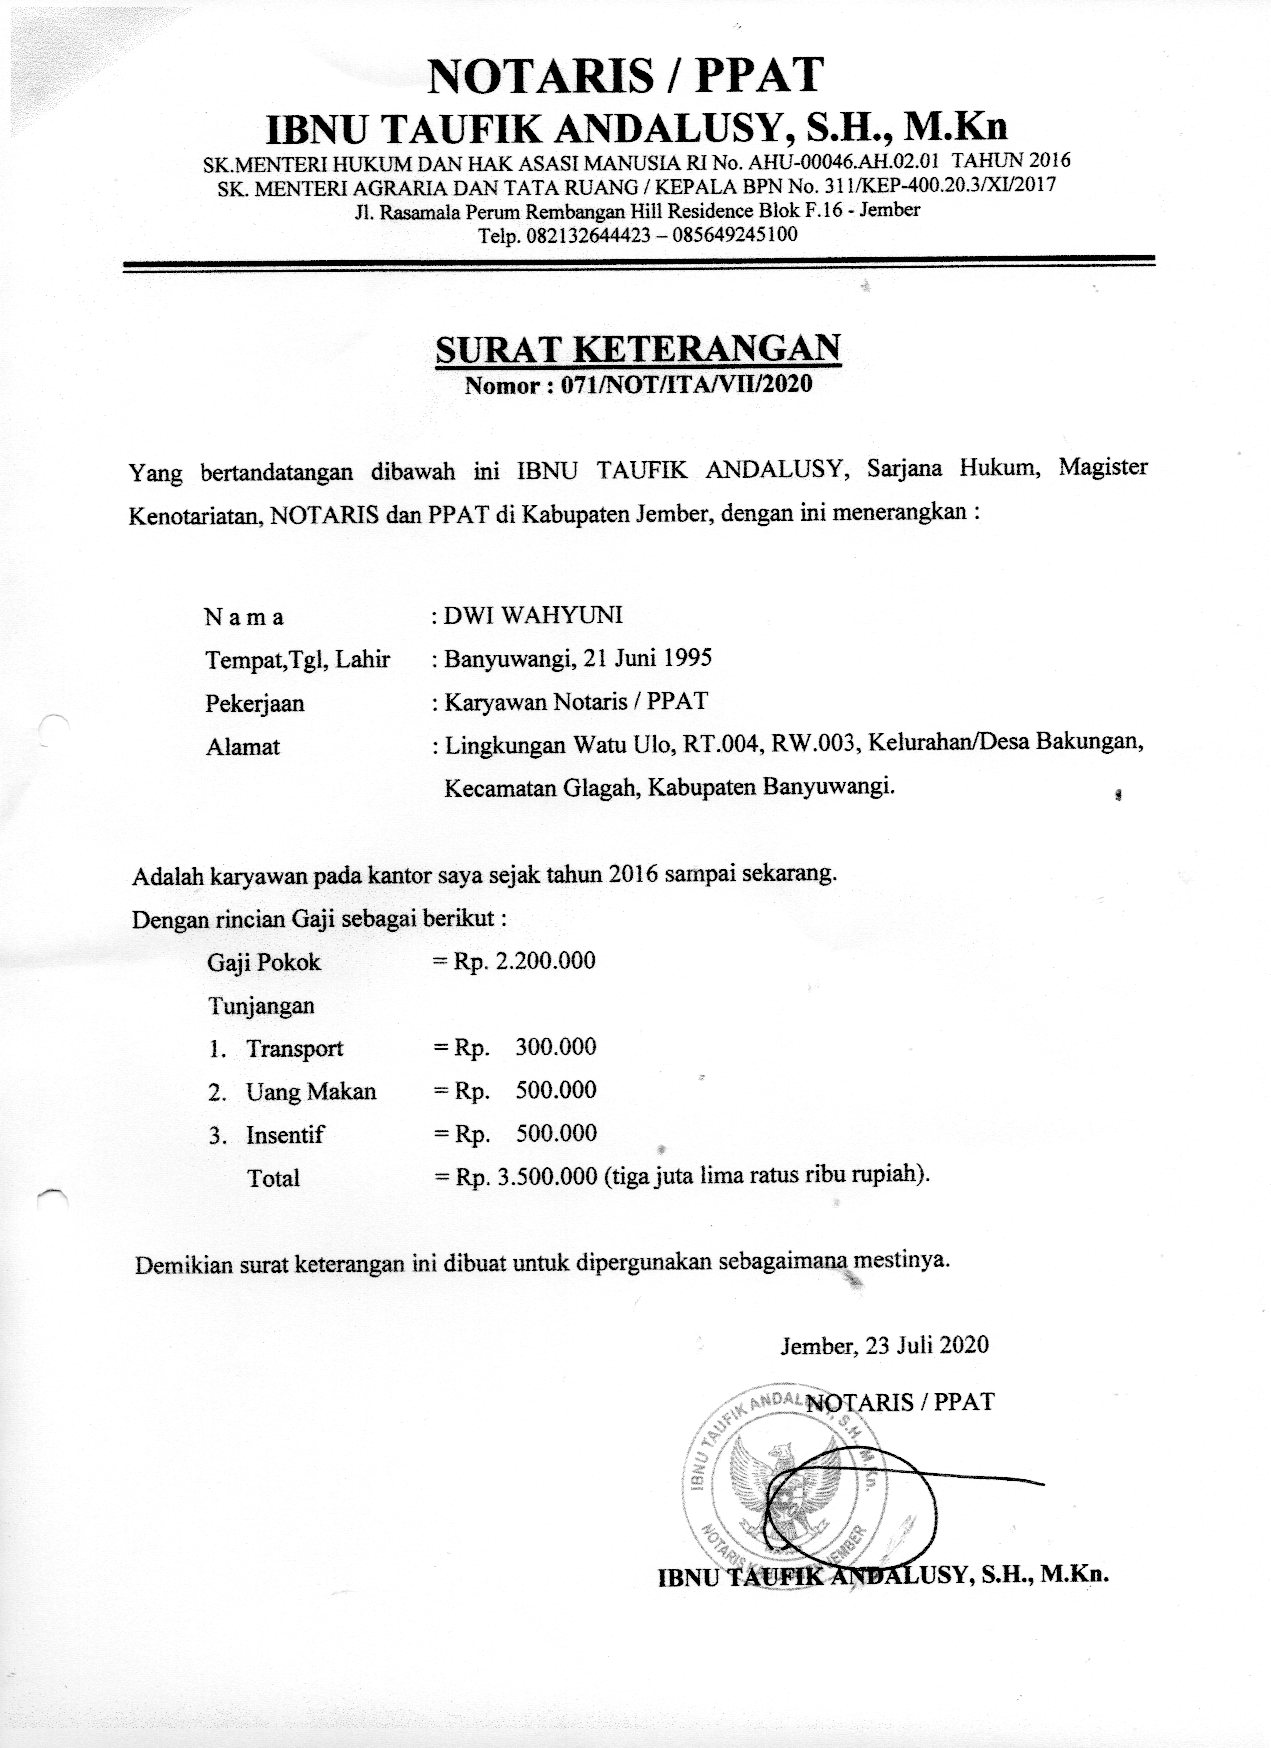 NOTARIS / PPAT
IBNU TAUFIK ANDALUSY, S.H., M.Kn
SK.MENTERI HUKUM DAN HAK ASASI MANUSIA RI No. AHU-00046.AH.02.01 TAHUN 2016
SK. MENTERI AGRARIA DAN TATA RUANG / KEPALA BPN No. 311/KEP-400.20.3/XI/2017
Jl. Rasamala Perum Rembangan Hill Residence Blok F.16 - Jember
Telp. 082132644423 – 085649245100
SURAT KETERANGAN
Nomor : 071/NOT/ITA/VII/2020
Yang bertandatangan dibawah ini IBNU TAUFIK ANDALUSY, Sarjana Hukum, Magister
Kenotariatan, NOTARIS dan PPAT di Kabupaten Jember, dengan ini menerangkan :
N a m a : DWI WAHYUNI
Tempat,Tgl, Lahir : Banyuwangi, 21 Juni 1995
Pekerjaan : Karyawan Notaris / PPAT
Alamat : Lingkungan Watu Ulo, RT.004, RW.003, Kelurahan/Desa Bakungan,
Kecamatan Glagah, Kabupaten Banyuwangi.
Adalah karyawan pada kantor saya sejak tahun 2016 sampai sekarang.
Dengan rincian Gaji sebagai berikut :
Gaji Pokok = Rp. 2.200.000
Tunjangan
1. Transport = Rp. 300.000
2. Uang Makan = Rp. 500.000
3. Insentif = Rp. 500.000
Total = Rp. 3.500.000 (tiga juta lima ratus ribu rupiah).
Demikian surat keterangan ini dibuat untuk dipergunakan sebagaimana mestinya.
Jember, 23 Juli 2020
NOTARIS / PPAT
IBNU TAUFIK ANDALUSY, S.H., M.Kn.
NOTARIS KABUPATEN JEMBER
IBNU TAUFIK ANDALUSY, S.H., M.Kn.